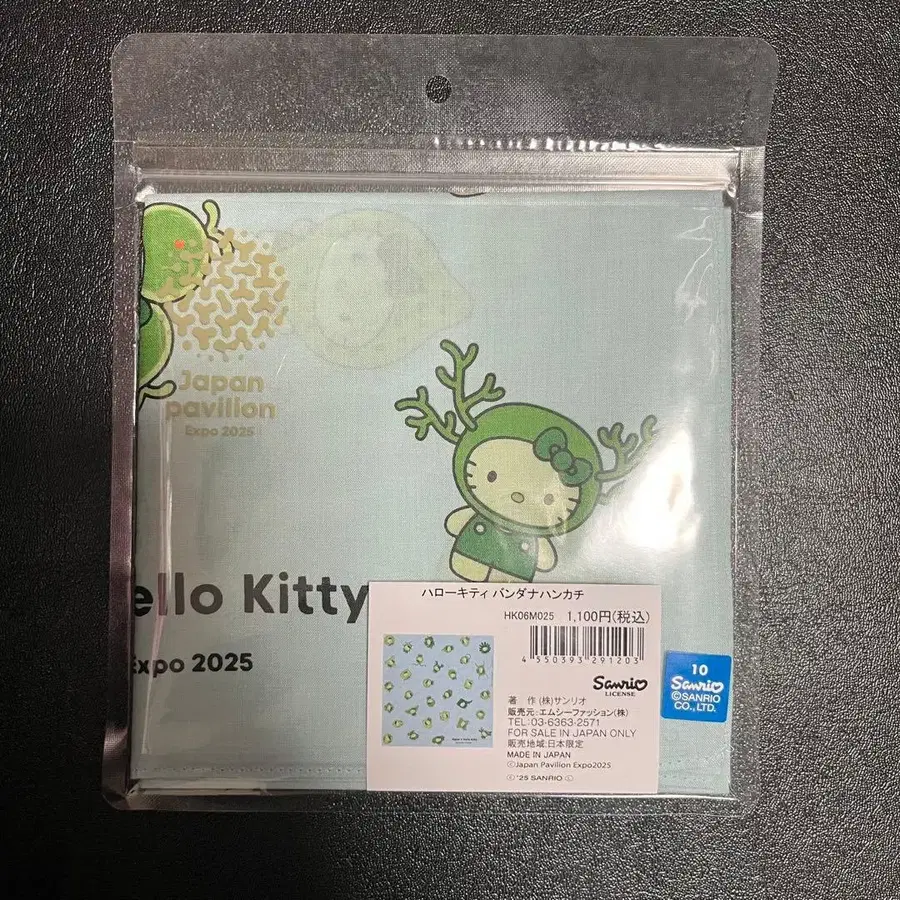 Japan
pavilion
Expo 2025
ello Kitty
Expo 2025
ハローキティ バンダナハンカチ
HK06M025 1,100円(税込)
4 550393 291203
Sanrio
LICENSE
著 作 (株)サンリオ
販売元:エムシーファッション(株)
TEL:03-6363-2571
FOR SALE IN JAPAN ONLY
販売地域:日本限定
MADE IN JAPAN
ⓒJapan Pavilion Expo2025
ⓒ '25 SANRIO Ⓛ
10
Sanrio
ⓒSANRIO
CO., LTD.